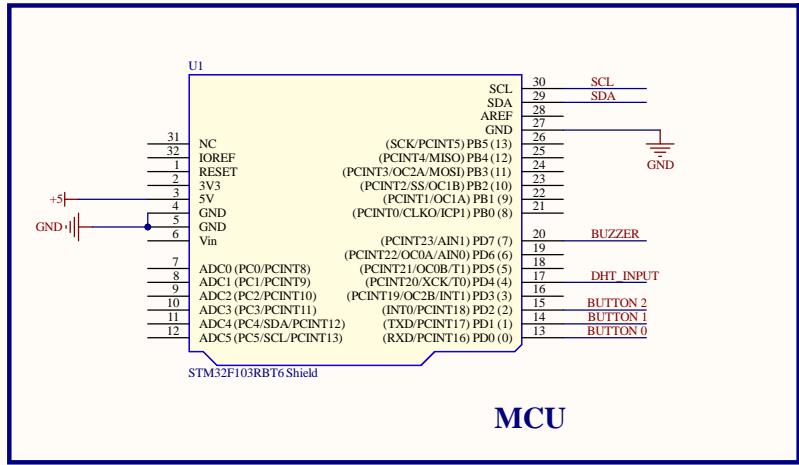 U1
30 SCL
SCL
29 SDA
SDA
28
AREF
27
GND
31 NC
(SCK/PCINT5) PB5 (13) 26
32 IOREF
(PCINT4/MISO) PB4 (12) 25
1 RESET
(PCINT3/OC2A/MOSI) PB3 (11) 24
2 3V3
(PCINT2/SS/OC1B) PB2 (10) 23
+5 3 5V
(PCINT1/OC1A) PB1 (9) 22
4 GND
(PCINT0/CLKO/ICP1) PB0 (8) 21
GND 5 GND
GND
6 Vin
(PCINT23/AIN1) PD7 (7) 20 BUZZER
(PCINT22/OC0A/AIN0) PD6 (6) 19
7 ADC0 (PC0/PCINT8)
(PCINT21/OC0B/T1) PD5 (5) 18
8 ADC1 (PC1/PCINT9)
(PCINT20/XCK/T0) PD4 (4) 17 DHT_INPUT
9 ADC2 (PC2/PCINT10)
(PCINT19/OC2B/INT1) PD3 (3) 16
10 ADC3 (PC3/PCINT11)
(INT0/PCINT18) PD2 (2) 15 BUTTON 2
11 ADC4 (PC4/SDA/PCINT12)
(TXD/PCINT17) PD1 (1) 14 BUTTON 1
12 ADC5 (PC5/SCL/PCINT13)
(RXD/PCINT16) PD0 (0) 13 BUTTON 0
STM32F103RBT6 Shield
MCU